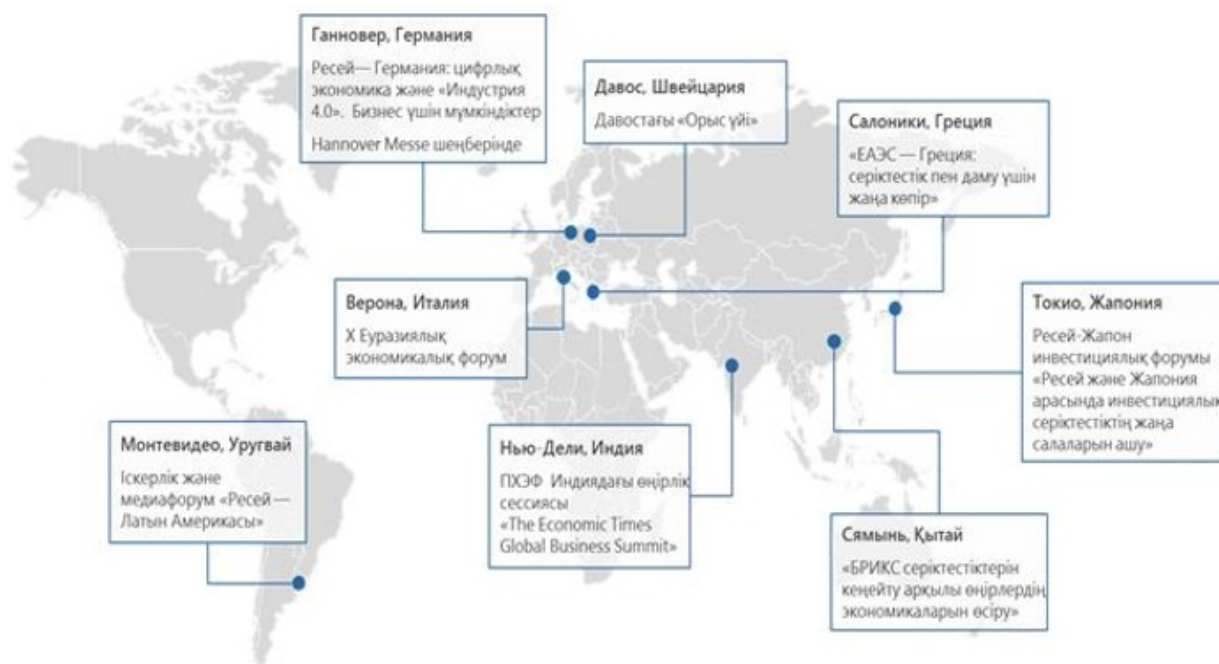 Ганновер, Германия
Ресей— Германия: цифрлық
экономика және «Индустрия
4.0». Бизнес үшін мүмкіндіктер
Hannover Messe шеңберінде
Давос, Швейцария
Давостағы «Орыс үйі»
Салоники, Греция
«ЕАЭС — Греция:
серіктестік пен даму үшін
жаңа көпір»
Верона, Италия
X Еуразиялық
экономикалық форум
Токио, Жапония
Ресей-Жапон
инвестициялық форумы
«Ресей және Жапония
арасында инвестициялық
серіктестіктің жаңа
салаларын ашу»
Монтевидео, Уругвай
Іскерлік және
медиафорум «Ресей —
Латын Америкасы»
Нью-Дели, Индия
ПХЭФ Индиядағы өңірлік
сессиясы
«The Economic Times
Global Business Summit»
Сямынь, Қытай
«БРИКС серіктестіктерін
кеңейту арқылы өңірлердің
экономикаларын өсіру»